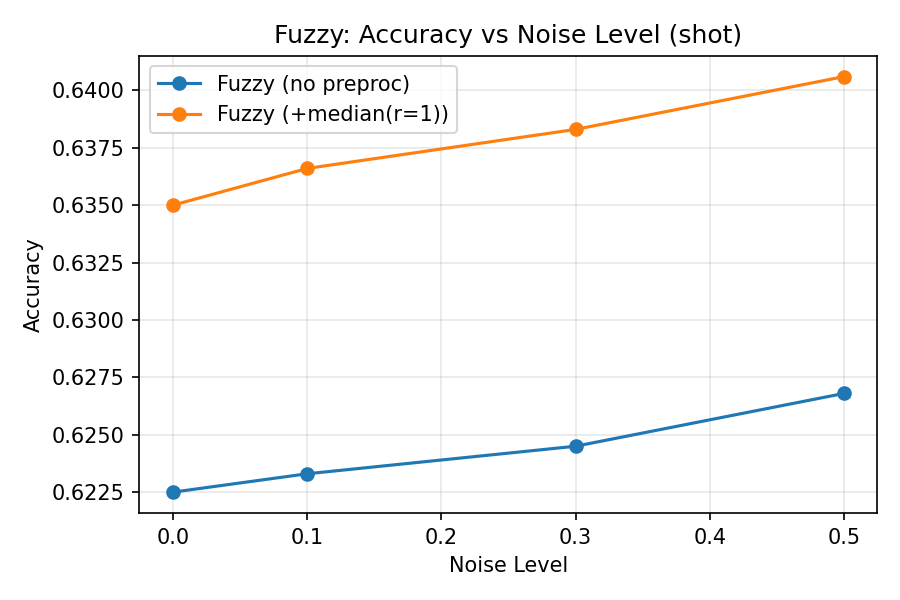 Fuzzy: Accuracy vs Noise Level (shot)
Fuzzy (no preproc)
Fuzzy (+median(r=1))
Accuracy
0.6400
0.6375
0.6350
0.6325
0.6300
0.6275
0.6250
0.6225
0.0 0.1 0.2 0.3 0.4 0.5
Noise Level